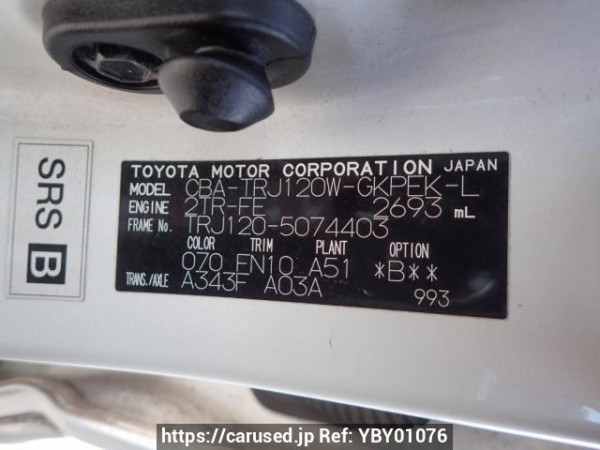 SRS B
TOYOTA MOTOR CORPORATION JAPAN
MODEL CBA-TRJ120W-GKPEK-L
ENGINE 2TR-FE 2693 mL
FRAME No. TRJ120-5074403
COLOR TRIM PLANT OPTION
070 FN10 A51 *B**
TRANS./AXLE A343F A03A
993
https://carused.jp Ref: YBY01076